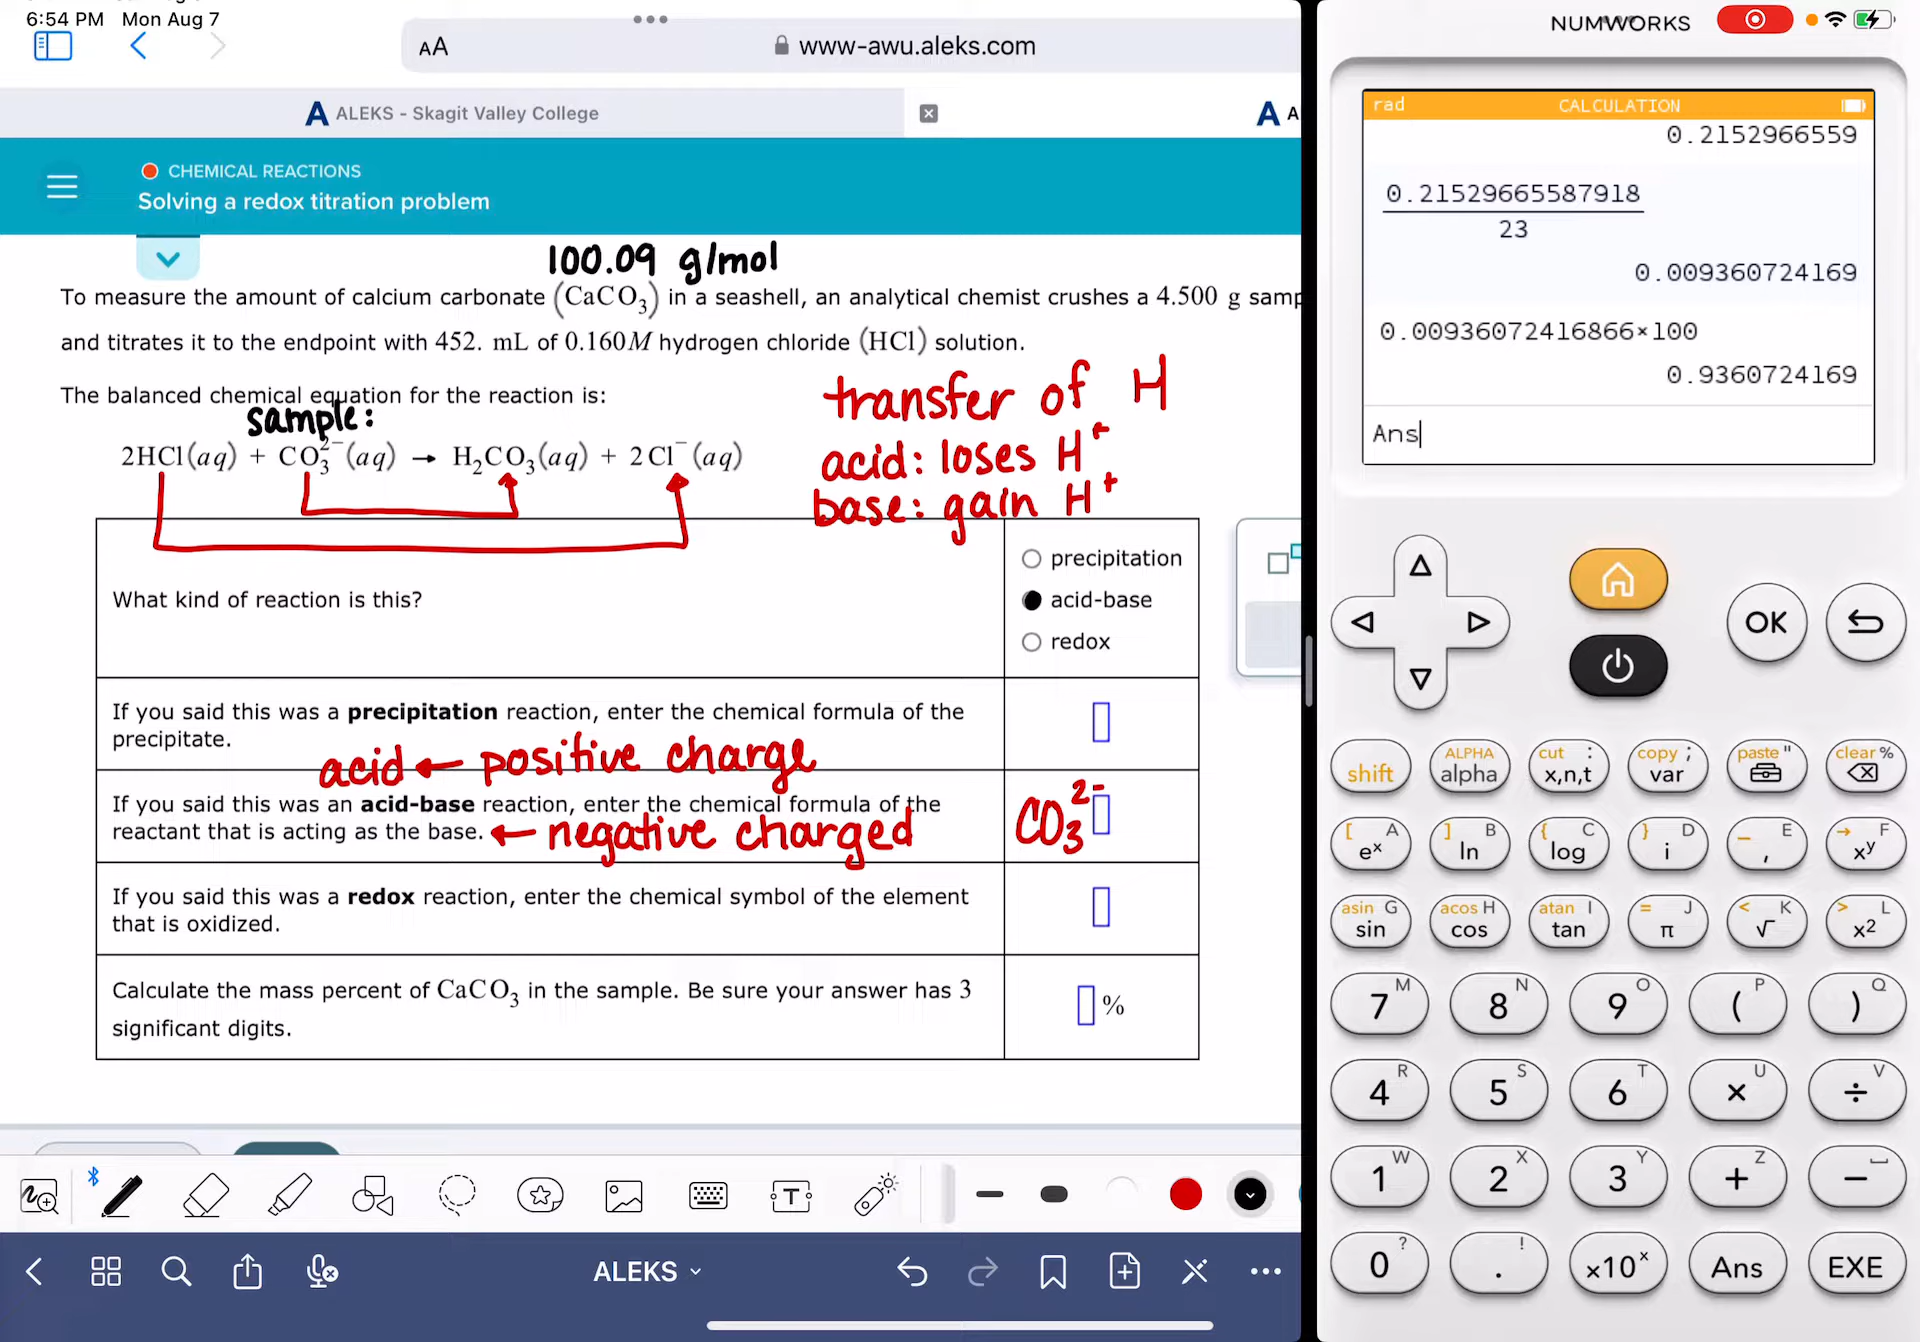 6:54 PM Mon Aug 7
AA
www-awu.aleks.com
ALEKS - Skagit Valley College
A
CHEMICAL REACTIONS
Solving a redox titration problem
100.09 g/mol
To measure the amount of calcium carbonate (CaCO₃) in a seashell, an analytical chemist crushes a 4.500 g samp
and titrates it to the endpoint with 452. mL of 0.160M hydrogen chloride (HCl) solution.
The balanced chemical equation for the reaction is:
sample:
2HCl(aq) + CO₃²⁻(aq) → H₂CO₃(aq) + 2Cl⁻(aq)
transfer of H
acid: loses H⁺
base: gain H⁺
What kind of reaction is this?
precipitation
acid-base
redox
If you said this was a precipitation reaction, enter the chemical formula of the
precipitate.
acid ← positive charge
If you said this was an acid-base reaction, enter the chemical formula of the
reactant that is acting as the base.
← negative charged
CO₃²⁻
If you said this was a redox reaction, enter the chemical symbol of the element
that is oxidized.
Calculate the mass percent of CaCO₃ in the sample. Be sure your answer has 3
significant digits.
%
T
ALEKS
NUMWORKS
rad CALCULATION
0.2152966559
0.21529665587918
23
0.009360724169
0.00936072416866×100
0.9360724169
Ans
OK
shift
ALPHA alpha
cut : x,n,t
copy ; var
paste "
clear %
[ A eˣ
] B ln
{ C log
} D i
_ E ,
→ F xʸ
asin G sin
acos H cos
atan I tan
= J π
< K √
> L x²
7 M
8 N
9 O
( P
) Q
4 R
5 S
6 T
× U
÷ V
1 W
2 X
3 Y
+ Z
−
0 ?
. !
×10ˣ
Ans
EXE